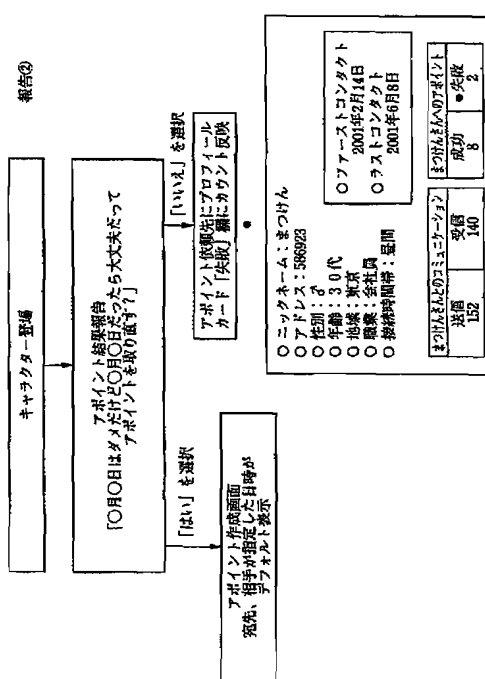 報告②
キャラクター登場
アポイント結果報告
「〇月〇日はダメだけど〇月〇日だったら大丈夫だって
アポイントを取り直す?」
「はい」を選択
「いいえ」を選択
アポイント作成画面
宛先、相手が指定した日時が
デフォルト表示
アポイント依頼先にプロフィール
カード「失敗」欄にカウント反映
○ニックネーム:まつけん
○アドレス:586923
○性別:♂
○年齢:30代
○地域:東京
○職業:会社員
○接続時間帯:昼間
○ファーストコンタクト
2001年2月14日
○ラストコンタクト
2001年6月8日
まつけんさんとのコミュニケーション
送信 受信
152 140
まつけんさんへのアポイント
成功 ●失敗
8 2